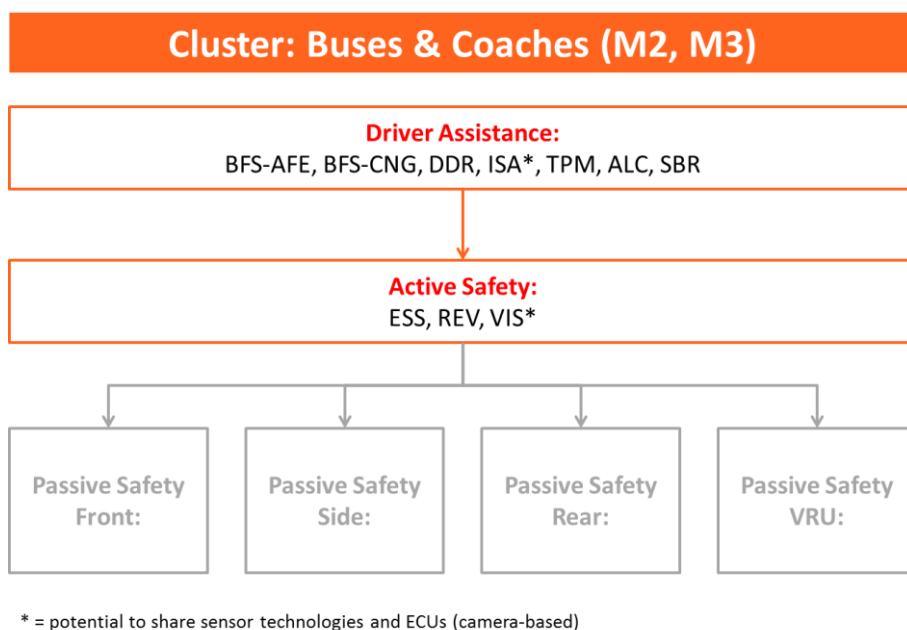 Cluster: Buses & Coaches (M2, M3)
Driver Assistance:
BFS-AFE, BFS-CNG, DDR, ISA*, TPM, ALC, SBR
Active Safety:
ESS, REV, VIS*
Passive Safety
Front:
Passive Safety
Side:
Passive Safety
Rear:
Passive Safety
VRU:
* = potential to share sensor technologies and ECUs (camera-based)